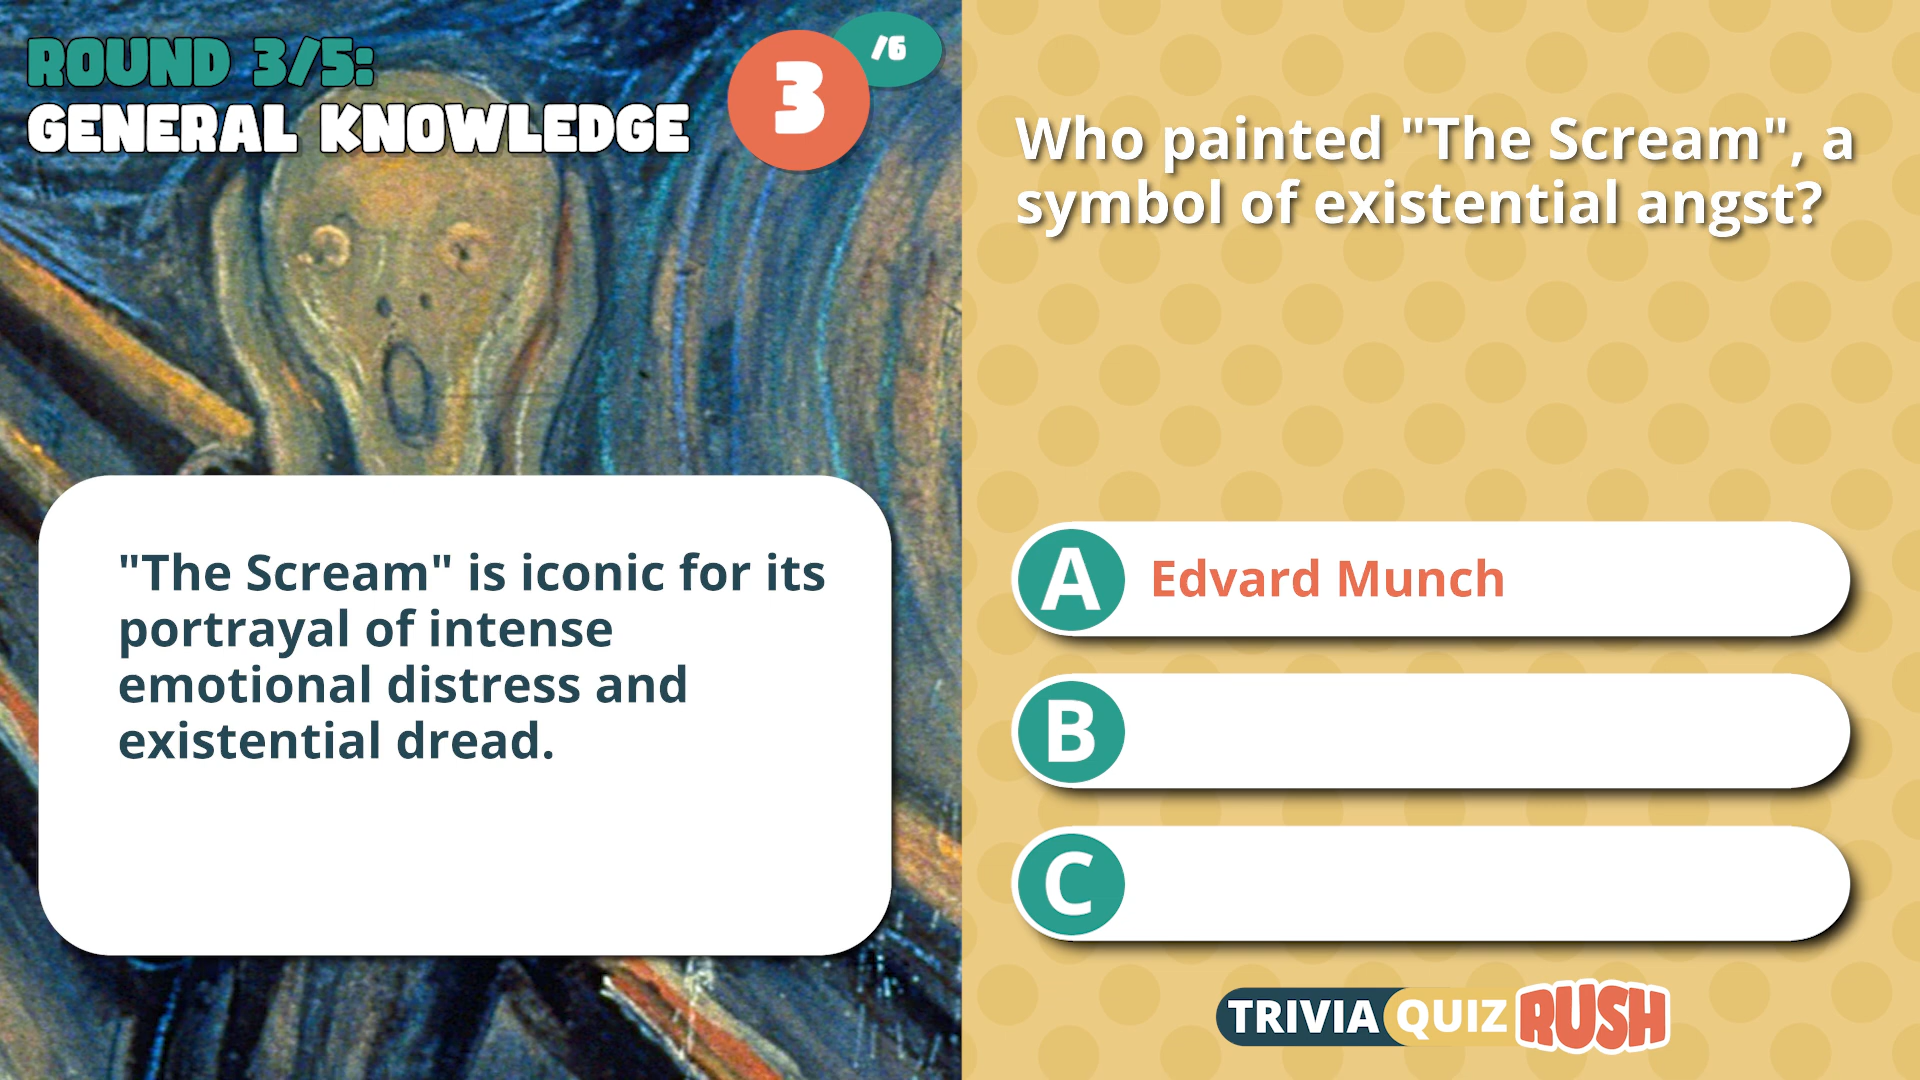 ROUND 3/5:
GENERAL KNOWLEDGE
3
/6
Who painted "The Scream", a
symbol of existential angst?
"The Scream" is iconic for its
portrayal of intense
emotional distress and
existential dread.
A Edvard Munch
B
C
TRIVIA QUIZ RUSH